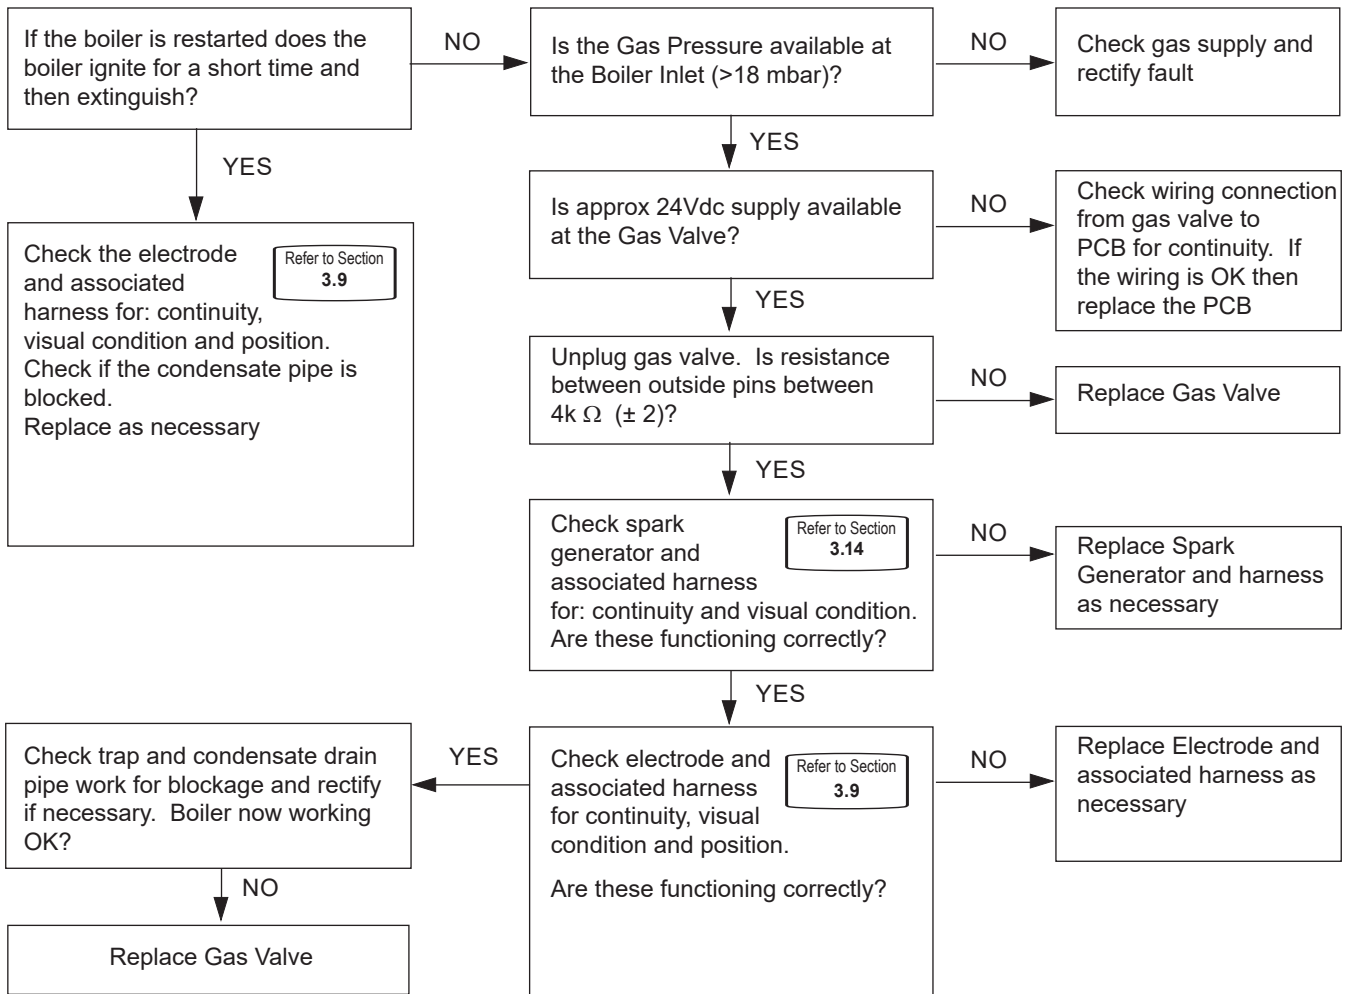 If the boiler is restarted does the
boiler ignite for a short time and
then extinguish?
NO
Is the Gas Pressure available at
the Boiler Inlet (>18 mbar)?
NO
Check gas supply and
rectify fault
YES
YES
Check the electrode
and associated
harness for: continuity,
visual condition and position.
Check if the condensate pipe is
blocked.
Replace as necessary
Refer to Section
3.9
Is approx 24Vdc supply available
at the Gas Valve?
NO
Check wiring connection
from gas valve to
PCB for continuity.  If
the wiring is OK then
replace the PCB
YES
Unplug gas valve.  Is resistance
between outside pins between
4k Ω  (± 2)?
NO
Replace Gas Valve
YES
Check spark
generator and
associated harness
for: continuity and visual condition.
Are these functioning correctly?
Refer to Section
3.14
NO
Replace Spark
Generator and harness
as necessary
YES
Check electrode and
associated harness
for continuity, visual
condition and position.
Are these functioning correctly?
Refer to Section
3.9
NO
Replace Electrode and
associated harness as
necessary
YES
Check trap and condensate drain
pipe work for blockage and rectify
if necessary.  Boiler now working
OK?
NO
Replace Gas Valve